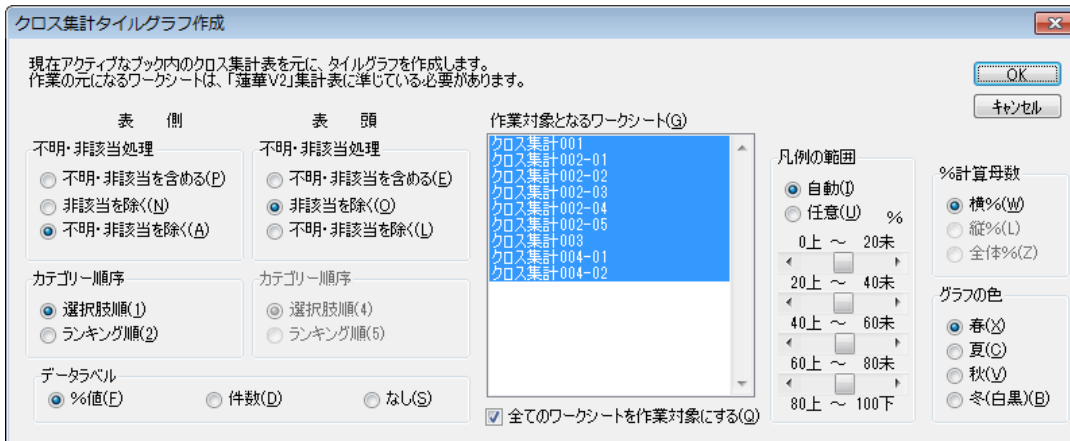 クロス集計タイルグラフ作成
現在アクティブなブック内のクロス集計表を元に、タイルグラフを作成します。
作業の元になるワークシートは、「蓮華V2」集計表に準じている必要があります。
OK
キャンセル
表 側
不明・非該当処理
不明・非該当を含める(P)
非該当を除く(N)
不明・非該当を除く(A)
カテゴリー順序
選択肢順(1)
ランキング順(2)
表 頭
不明・非該当処理
不明・非該当を含める(E)
非該当を除く(O)
不明・非該当を除く(L)
カテゴリー順序
選択肢順(4)
ランキング順(5)
データラベル
%値(F)
件数(D)
なし(S)
作業対象となるワークシート(G)
クロス集計001
クロス集計002-01
クロス集計002-02
クロス集計002-03
クロス集計002-04
クロス集計002-05
クロス集計003
クロス集計004-01
クロス集計004-02
全てのワークシートを作業対象にする(Q)
凡例の範囲
自動(I)
任意(U) %
0上 ～ 20未
20上 ～ 40未
40上 ～ 60未
60上 ～ 80未
80上 ～ 100下
%計算母数
横%(W)
縦%(L)
全体%(Z)
グラフの色
春(X)
夏(C)
秋(V)
冬(白黒)(B)